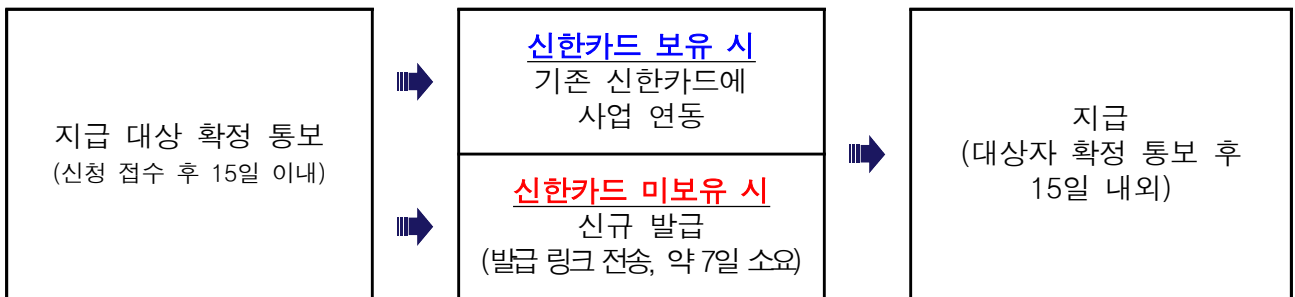 지급 대상 확정 통보
(신청 접수 후 15일 이내)
신한카드 보유 시
기존 신한카드에
사업 연동
신한카드 미보유 시
신규 발급
(발급 링크 전송, 약 7일 소요)
지급
(대상자 확정 통보 후
15일 내외)